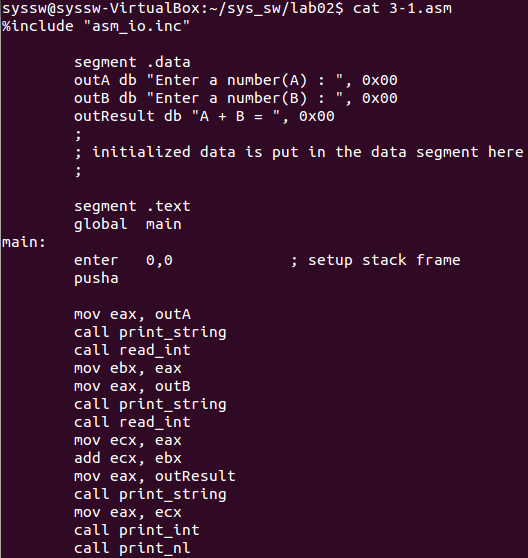 syssw@syssw-VirtualBox:~/sys_sw/lab02$ cat 3-1.asm
%include "asm_io.inc"
segment .data
outA db "Enter a number(A) : ", 0x00
outB db "Enter a number(B) : ", 0x00
outResult db "A + B = ", 0x00
;
; initialized data is put in the data segment here
;
segment .text
global  main
main:
enter   0,0               ; setup stack frame
pusha
mov eax, outA
call print_string
call read_int
mov ebx, eax
mov eax, outB
call print_string
call read_int
mov ecx, eax
add ecx, ebx
mov eax, outResult
call print_string
mov eax, ecx
call print_int
call print_nl